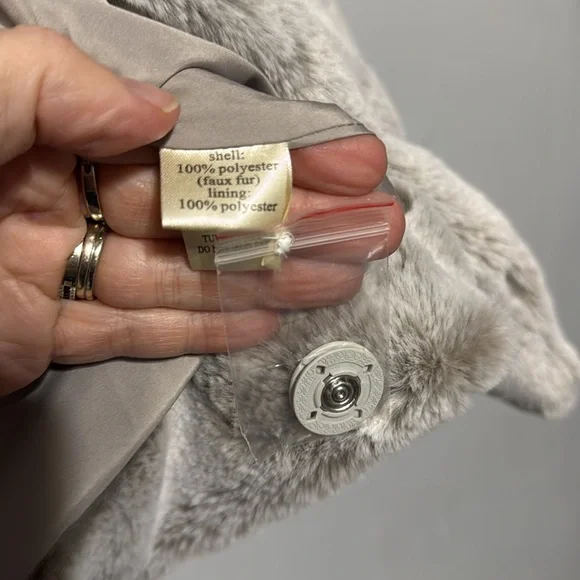 shell:
100% polyester
(faux fur)
lining:
100% polyester